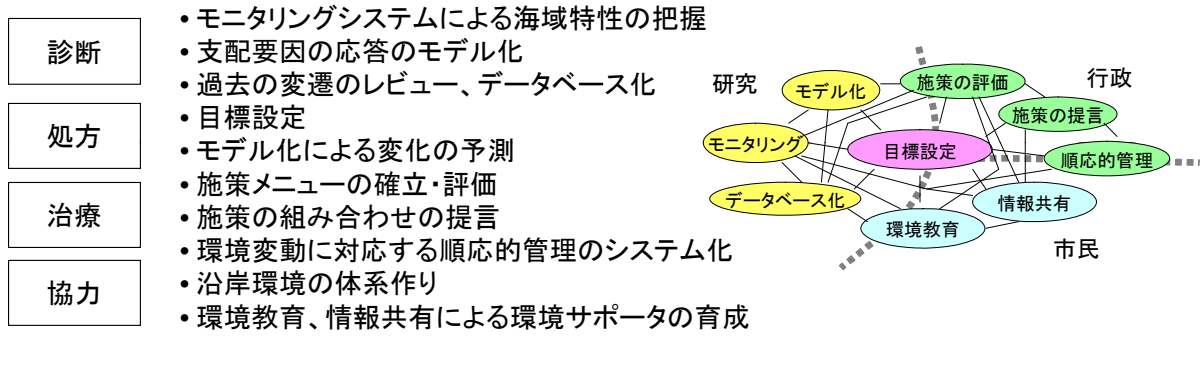 診断
処方
治療
協力
• モニタリングシステムによる海域特性の把握
• 支配要因の応答のモデル化
• 過去の変遷のレビュー、データベース化
• 目標設定
• モデル化による変化の予測
• 施策メニューの確立・評価
• 施策の組み合わせの提言
• 環境変動に対応する順応的管理のシステム化
• 沿岸環境の体系作り
• 環境教育、情報共有による環境サポータの育成
研究
行政
市民
モデル化
施策の評価
施策の提言
モニタリング
目標設定
順応的管理
データベース化
情報共有
環境教育